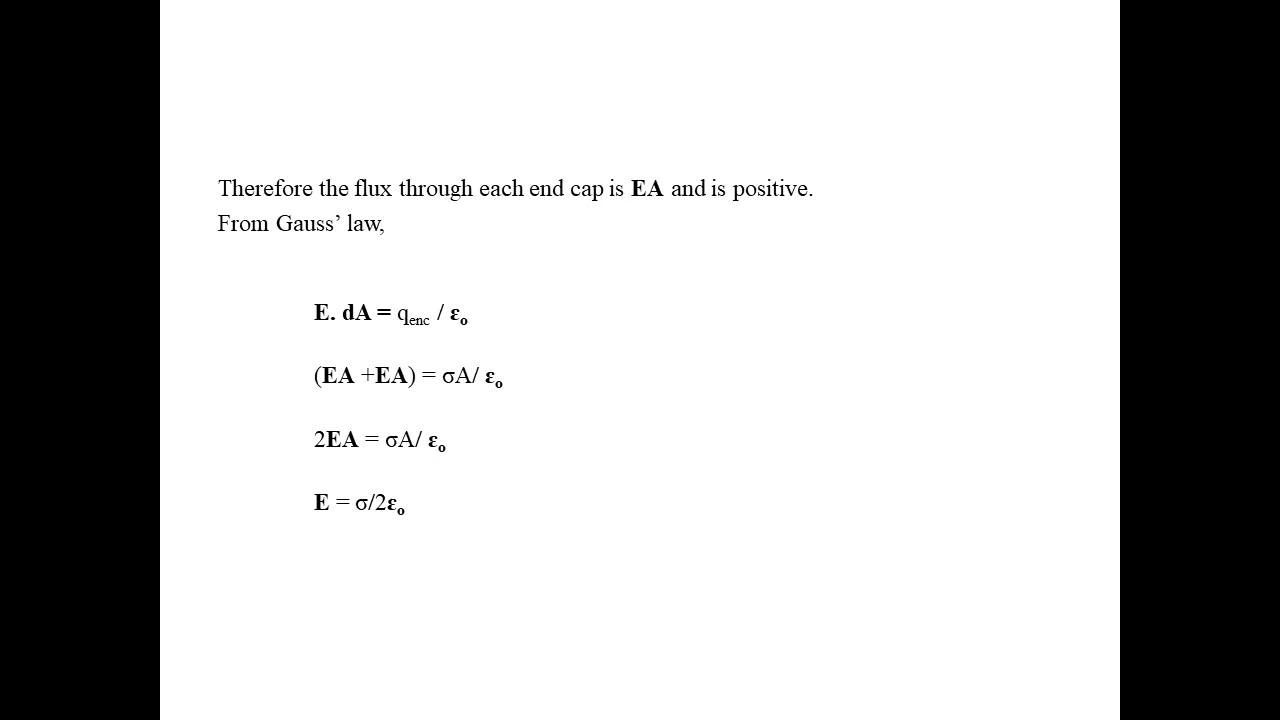 Therefore the flux through each end cap is EA and is positive.
From Gauss’ law,
E. dA = qenc / εo
(EA +EA) = σA/ εo
2EA = σA/ εo
E = σ/2εo